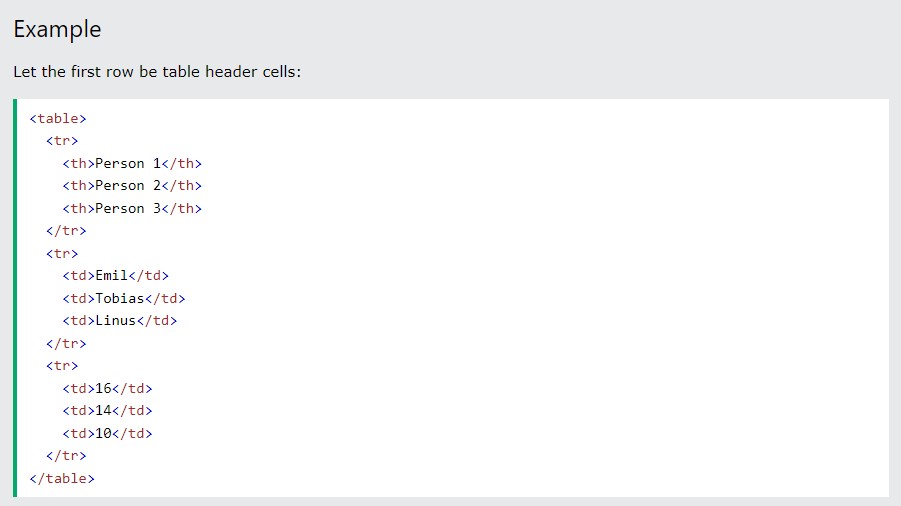 Example
Let the first row be table header cells:
<table>
  <tr>
    <th>Person 1</th>
    <th>Person 2</th>
    <th>Person 3</th>
  </tr>
  <tr>
    <td>Emil</td>
    <td>Tobias</td>
    <td>Linus</td>
  </tr>
  <tr>
    <td>16</td>
    <td>14</td>
    <td>10</td>
  </tr>
</table>